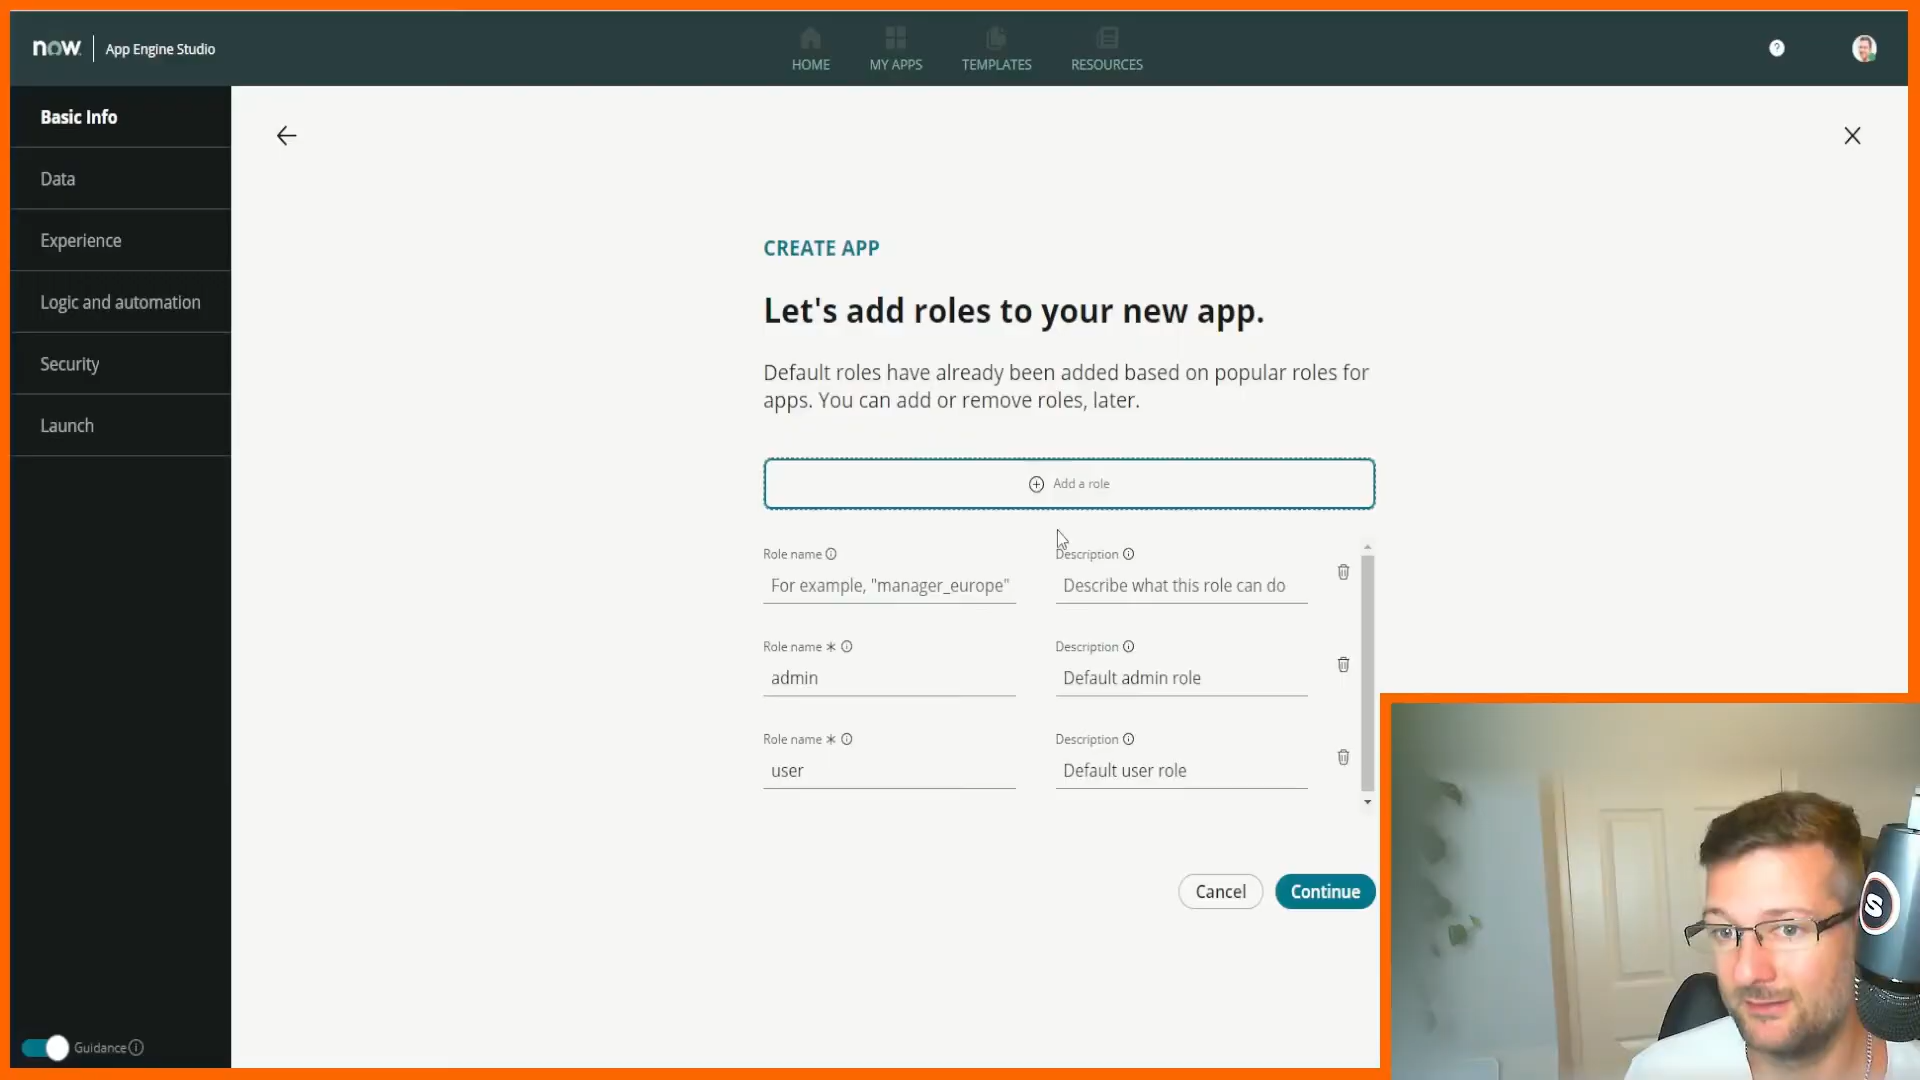 now App Engine Studio
HOME MY APPS TEMPLATES RESOURCES
?
Basic Info
Data
Experience
Logic and automation
Security
Launch
Guidance
CREATE APP
Let's add roles to your new app.
Default roles have already been added based on popular roles for
apps. You can add or remove roles, later.
Add a role
Role name Description
For example, "manager_europe" Describe what this role can do
Role name * Description
admin Default admin role
Role name * Description
user Default user role
Cancel Continue
S